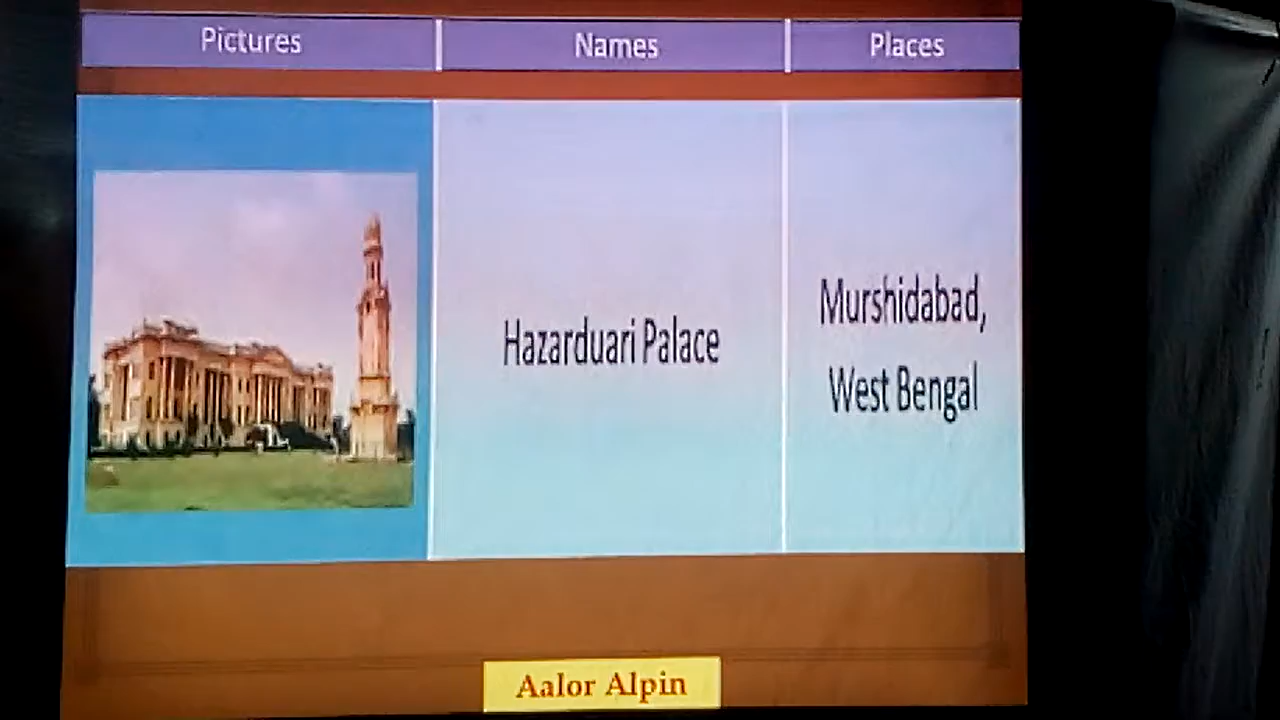 Pictures Names Places
Hazarduari Palace
Murshidabad,
West Bengal
Aalor Alpin